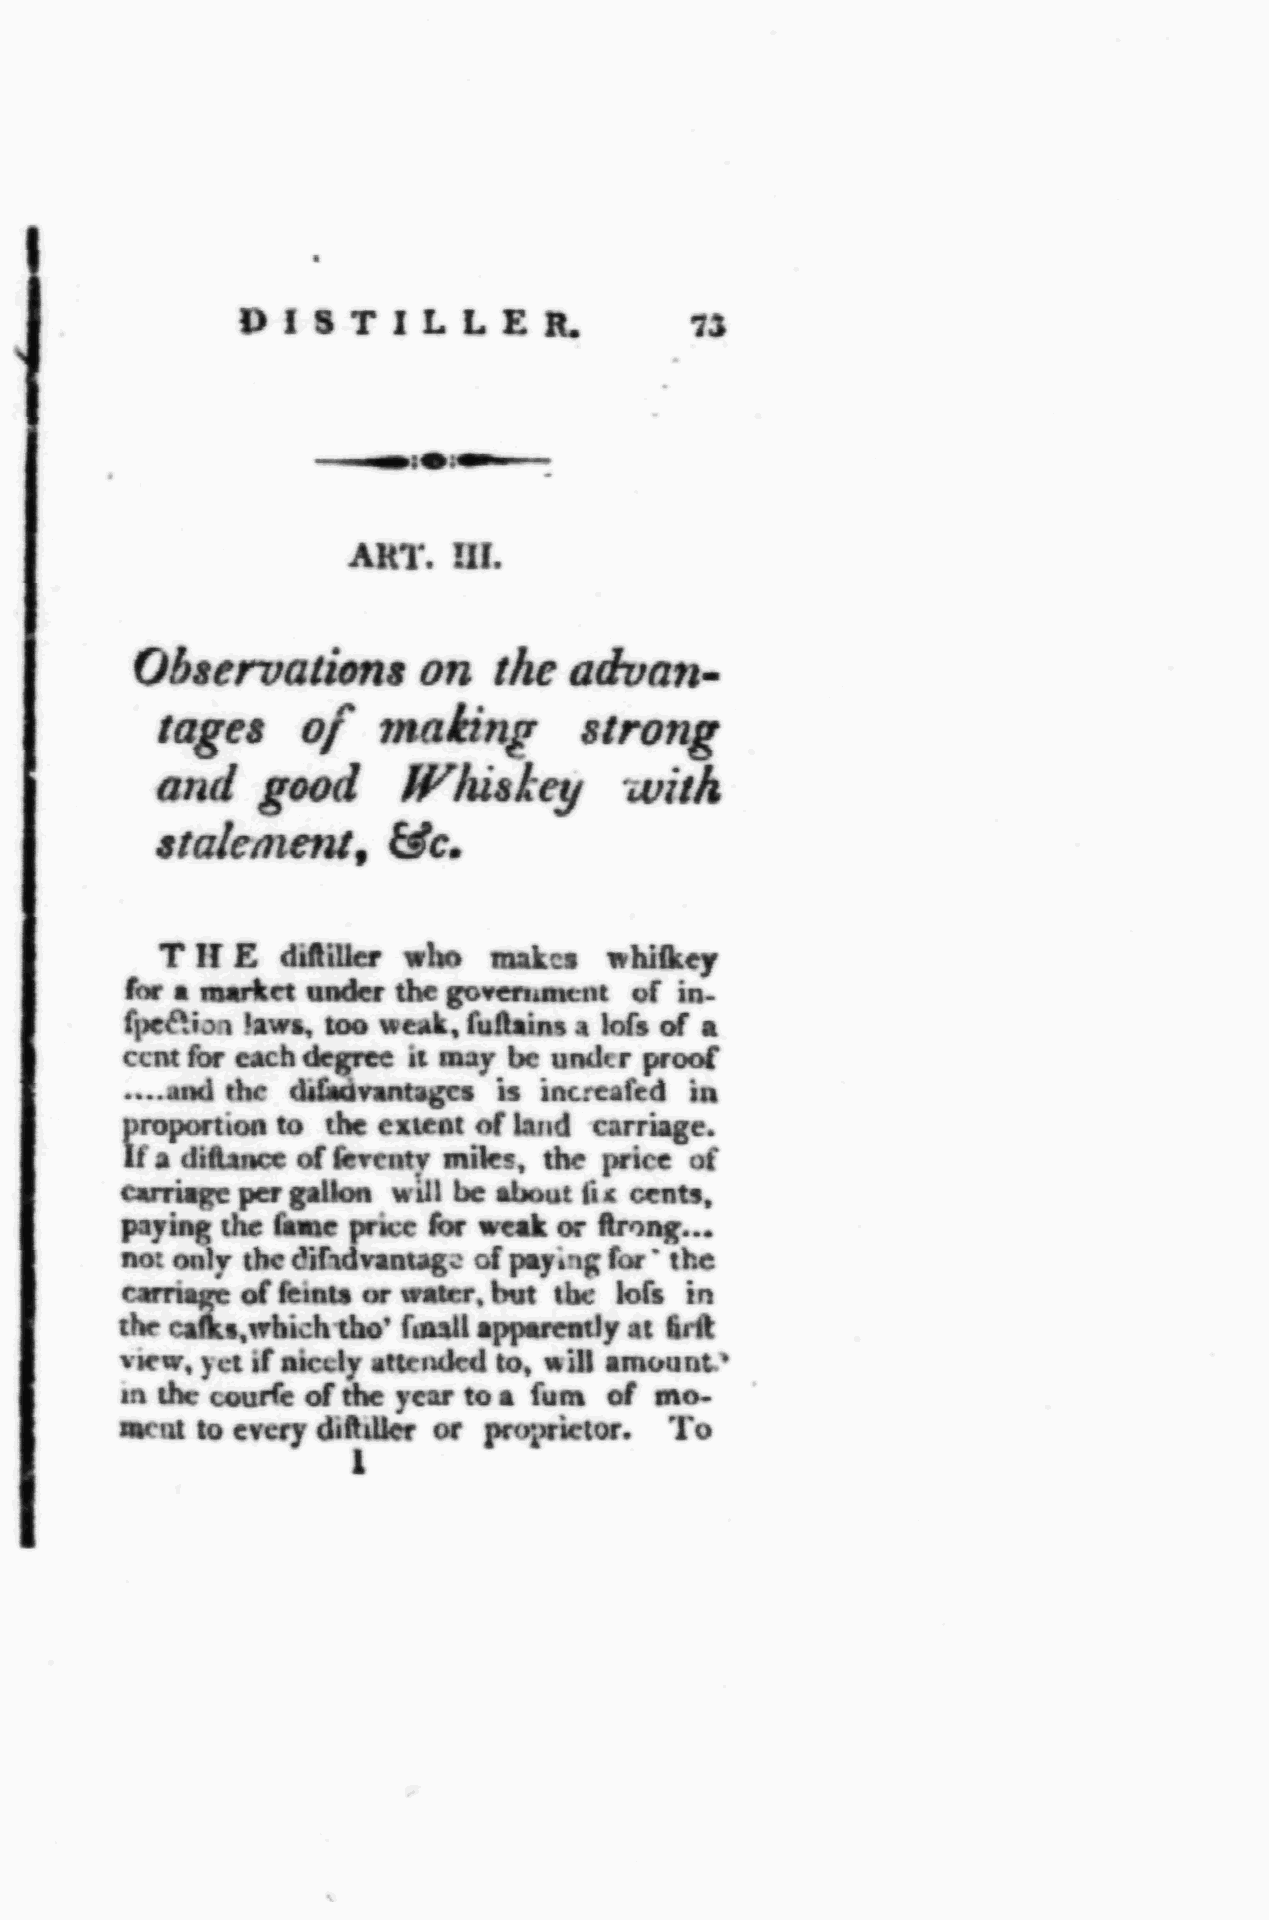 DISTILLER. 73
ART. III.
Observations on the advan-
tages of making strong
and good Whiskey with
stalement, &c.
THE diſtiller who makes whiſkey
for a market under the government of in-
ſpection laws, too weak, ſuſtains a loſs of a
cent for each degree it may be under proof
....and the diſadvantages is increaſed in
proportion to the extent of land carriage.
If a diſtance of ſeventy miles, the price of
carriage per gallon will be about ſix cents,
paying the ſame price for weak or ſtrong...
not only the diſadvantage of paying for the
carriage of feints or water, but the loſs in
the caſks, which tho' ſmall apparently at firſt
view, yet if nicely attended to, will amount
in the courſe of the year to a ſum of mo-
ment to every diſtiller or proprietor. To
I